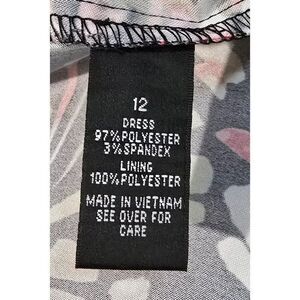 12
DRESS
97% POLYESTER
3% SPANDEX
LINING
100% POLYESTER
MADE IN VIETNAM
SEE OVER FOR
CARE